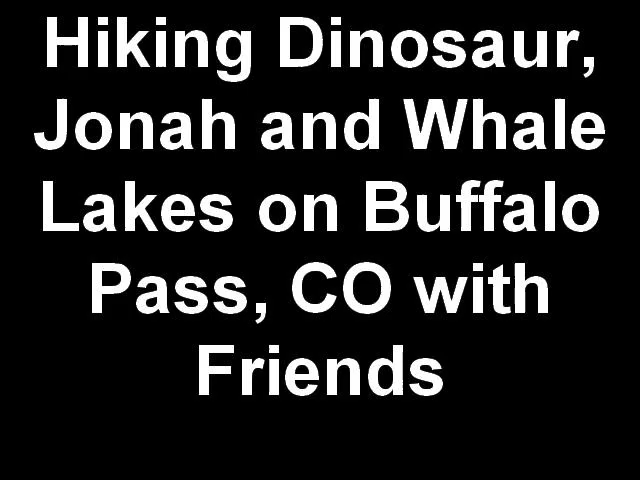 Hiking Dinosaur,
Jonah and Whale
Lakes on Buffalo
Pass, CO with
Friends